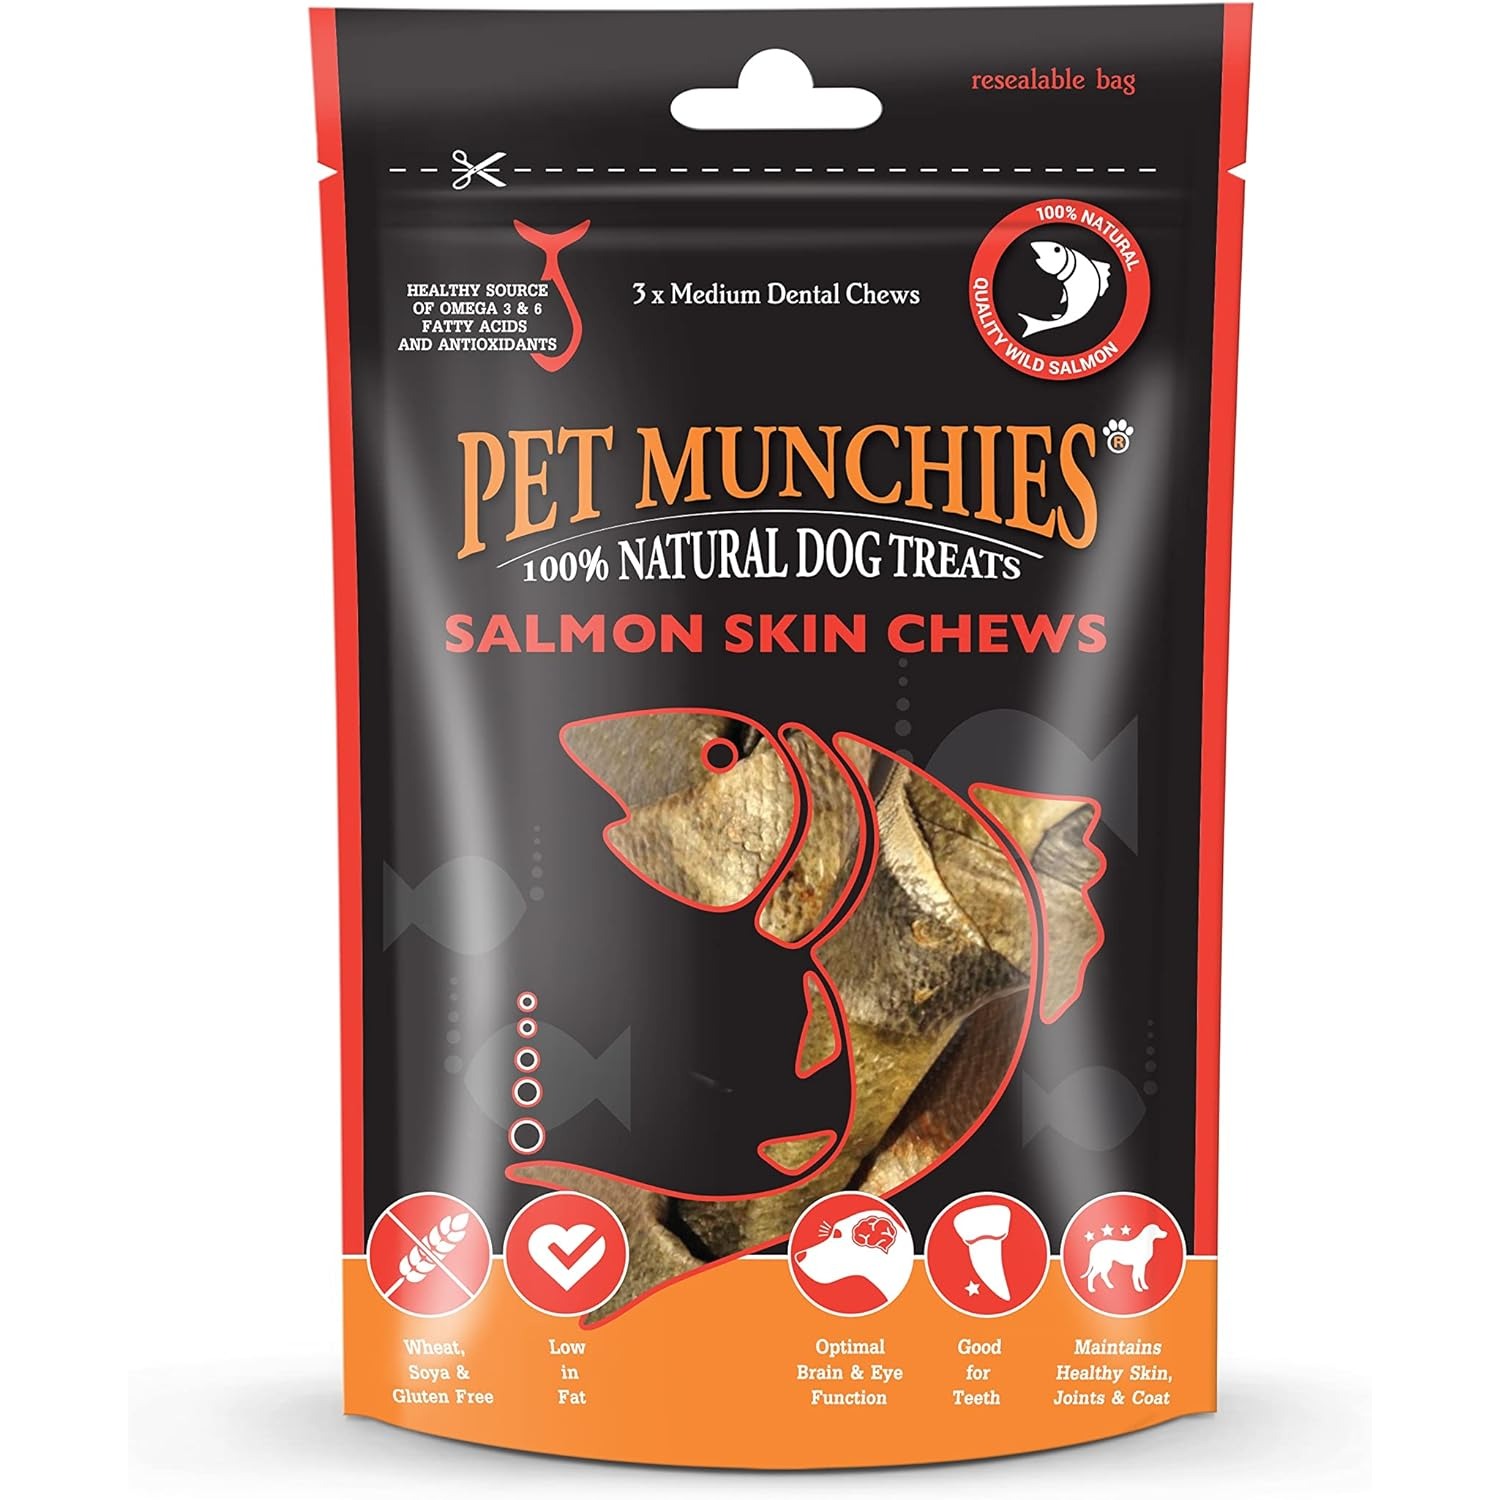 resealable bag
HEALTHY SOURCE
OF OMEGA 3 & 6
FATTY ACIDS
AND ANTIOXIDANTS
3 x Medium Dental Chews
100% NATURAL
QUALITY WILD SALMON
PET MUNCHIES®
100% NATURAL DOG TREATS
SALMON SKIN CHEWS
Wheat,
Soya &
Gluten Free
Low
in
Fat
Optimal
Brain & Eye
Function
Good
for
Teeth
Maintains
Healthy Skin,
Joints & Coat